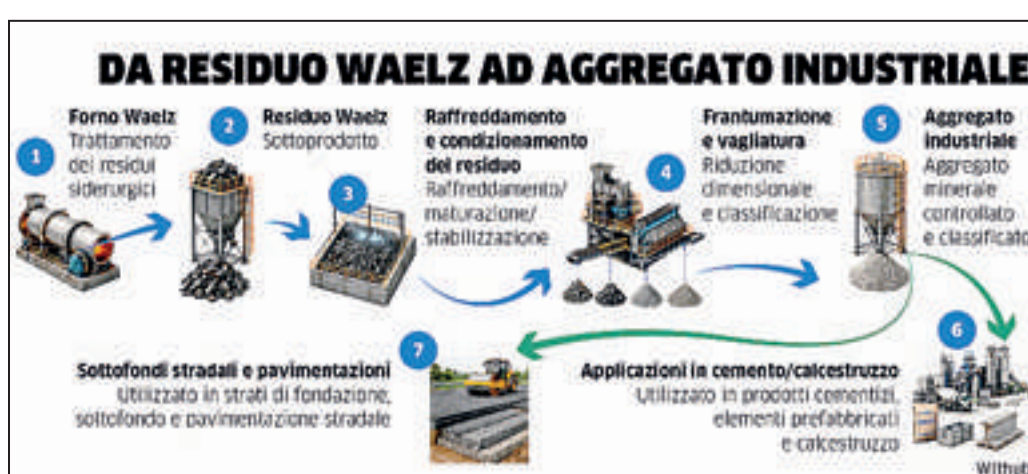 DA RESIDUO WAELZ AD AGGREGATO INDUSTRIALE
1
Forno Waelz
Trattamento
dei residui
siderurgici
2
Residuo Waelz
Sottoprodotto
3
Raffreddamento
e condizionamento
del residuo
Raffreddamento/
maturazione/
stabilizzazione
4
Frantumazione
e vagliatura
Riduzione
dimensionale
e classificazione
5
Aggregato
industriale
Aggregato
minerale
controllato
e classificato
6
Applicazioni in cemento/calcestruzzo
Utilizzato in prodotti cementizi,
elementi prefabbricati
e calcestruzzo
7
Sottofondi stradali e pavimentazioni
Utilizzato in strati di fondazione,
sottofondo e pavimentazione stradale